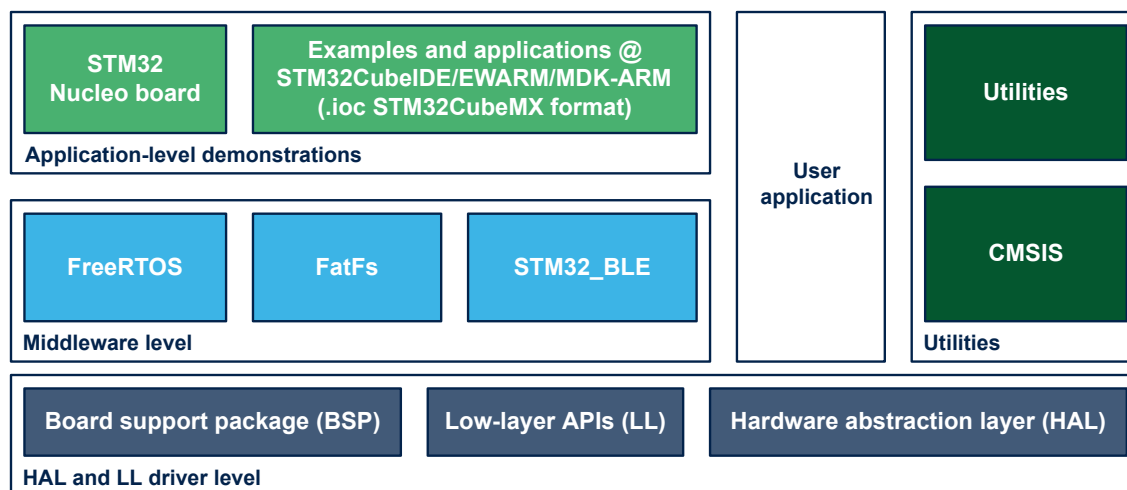 STM32
Nucleo board
Examples and applications @
STM32CubeIDE/EWARM/MDK-ARM
(.ioc STM32CubeMX format)
Application-level demonstrations
User
application
Utilities
CMSIS
Utilities
FreeRTOS
FatFs
STM32_BLE
Middleware level
Board support package (BSP)
Low-layer APIs (LL)
Hardware abstraction layer (HAL)
HAL and LL driver level